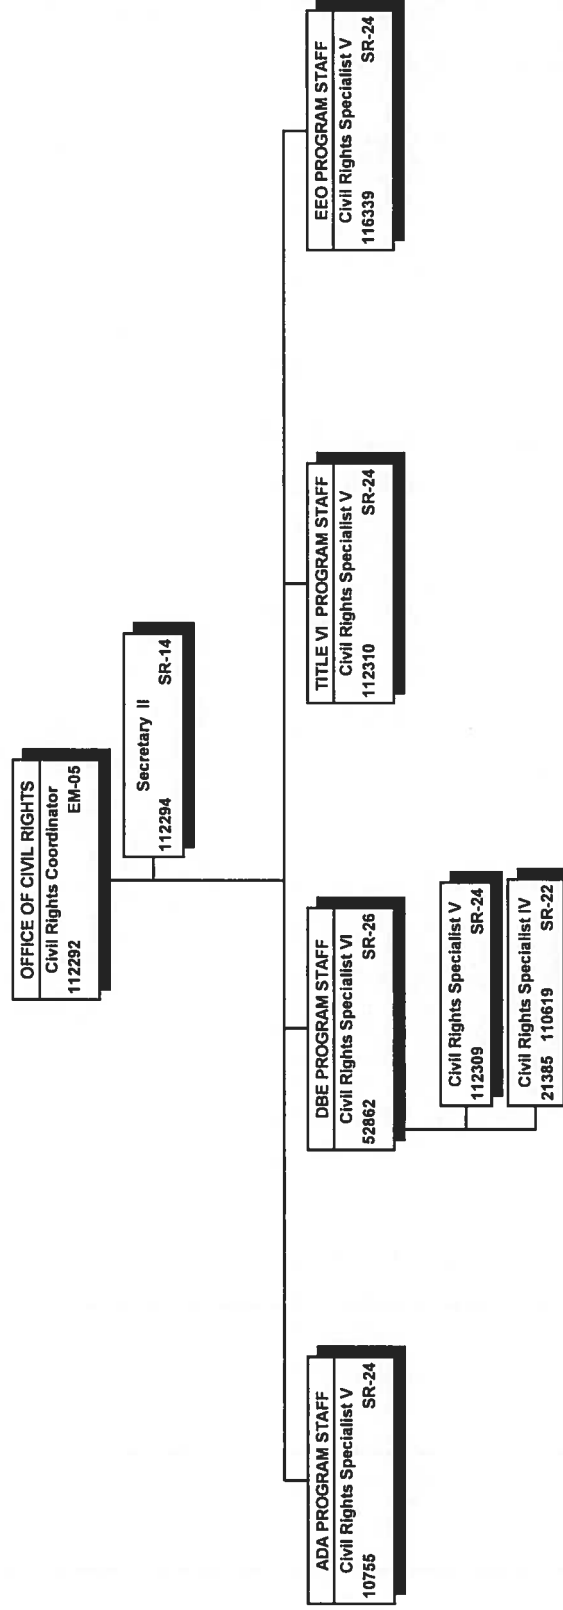 OFFICE OF CIVIL RIGHTS
Civil Rights Coordinator
112292 EM-05
Secretary II
112294 SR-14
ADA PROGRAM STAFF
Civil Rights Specialist V
10755 SR-24
DBE PROGRAM STAFF
Civil Rights Specialist VI
52862 SR-26
Civil Rights Specialist V
112309 SR-24
Civil Rights Specialist IV
21385 110619 SR-22
TITLE VI PROGRAM STAFF
Civil Rights Specialist V
112310 SR-24
EEO PROGRAM STAFF
Civil Rights Specialist V
116339 SR-24